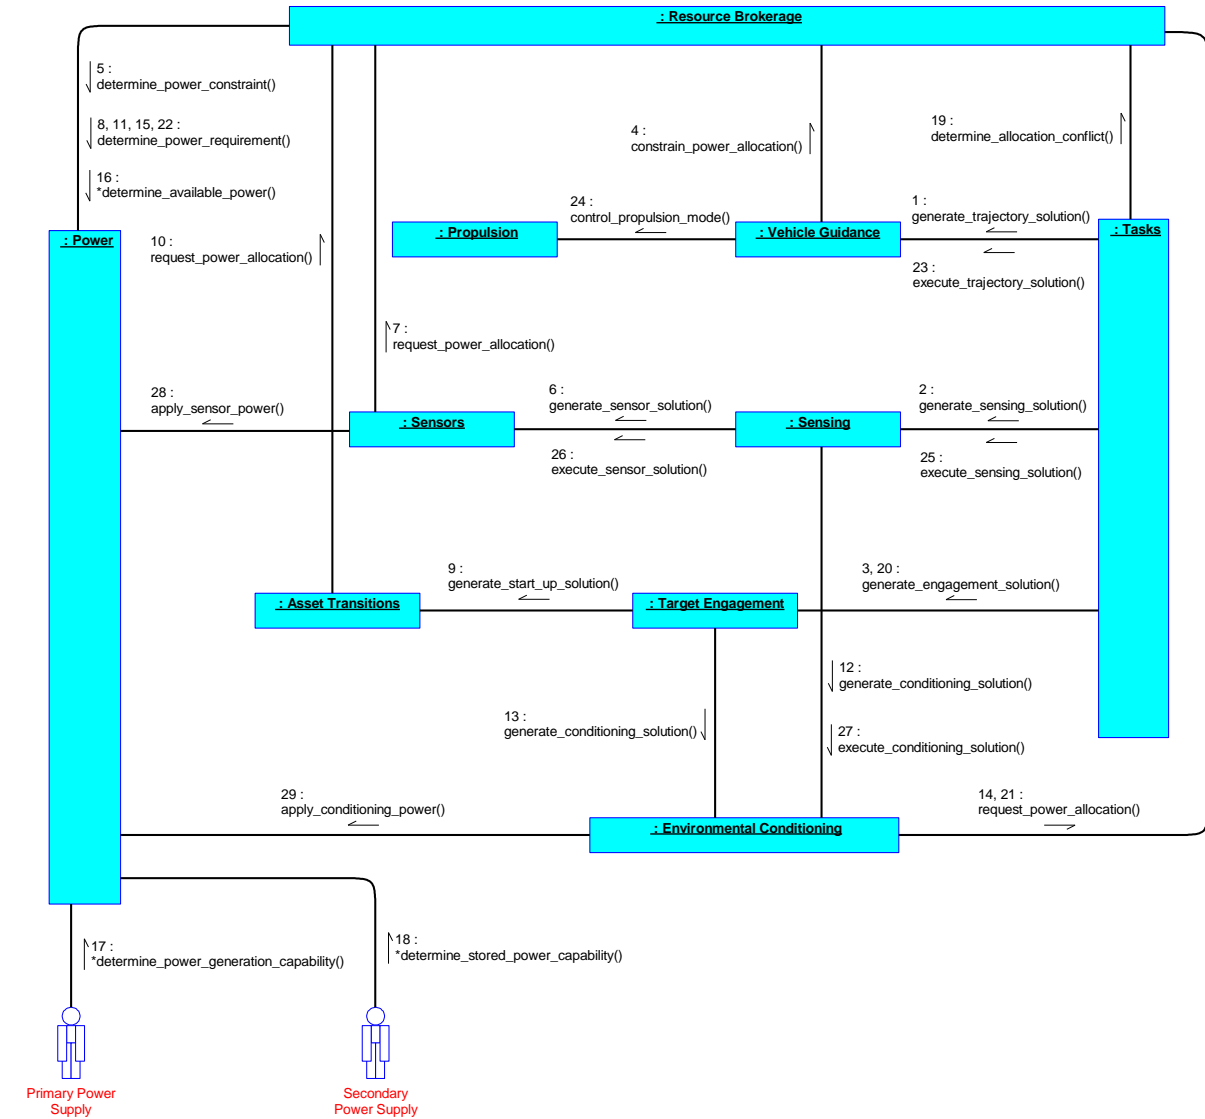 : Resource Brokerage
5 :
determine_power_constraint()
8, 11, 15, 22 :
determine_power_requirement()
16 :
*determine_available_power()
4 :
constrain_power_allocation()
19 :
determine_allocation_conflict()
24 :
control_propulsion_mode()
1 :
generate_trajectory_solution()
: Power
10 :
request_power_allocation()
: Propulsion
: Vehicle Guidance
: Tasks
23 :
execute_trajectory_solution()
7 :
request_power_allocation()
28 :
apply_sensor_power()
6 :
generate_sensor_solution()
2 :
generate_sensing_solution()
: Sensors
: Sensing
26 :
execute_sensor_solution()
25 :
execute_sensing_solution()
9 :
generate_start_up_solution()
3, 20 :
generate_engagement_solution()
: Asset Transitions
: Target Engagement
12 :
generate_conditioning_solution()
13 :
generate_conditioning_solution()
27 :
execute_conditioning_solution()
29 :
apply_conditioning_power()
14, 21 :
request_power_allocation()
: Environmental Conditioning
17 :
*determine_power_generation_capability()
18 :
*determine_stored_power_capability()
Primary Power
Supply
Secondary
Power Supply